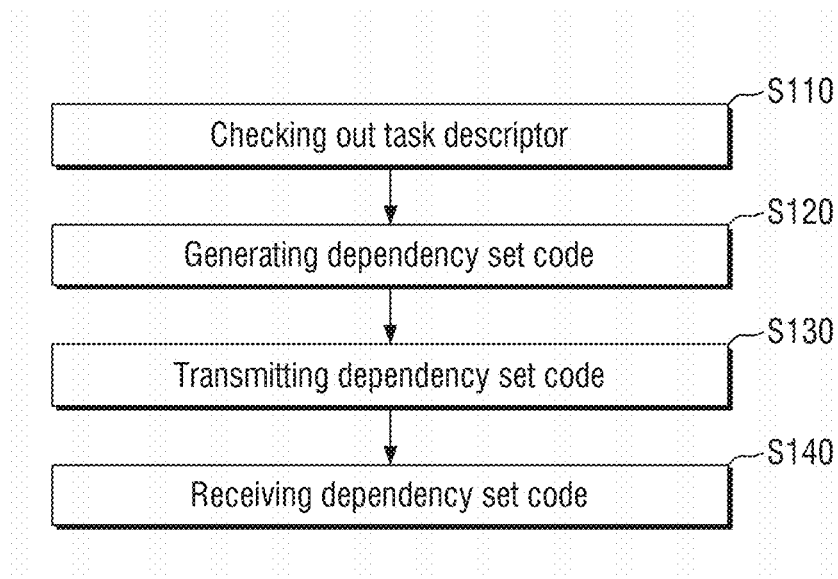 S110
Checking out task descriptor
S120
Generating dependency set code
S130
Transmitting dependency set code
S140
Receiving dependency set code